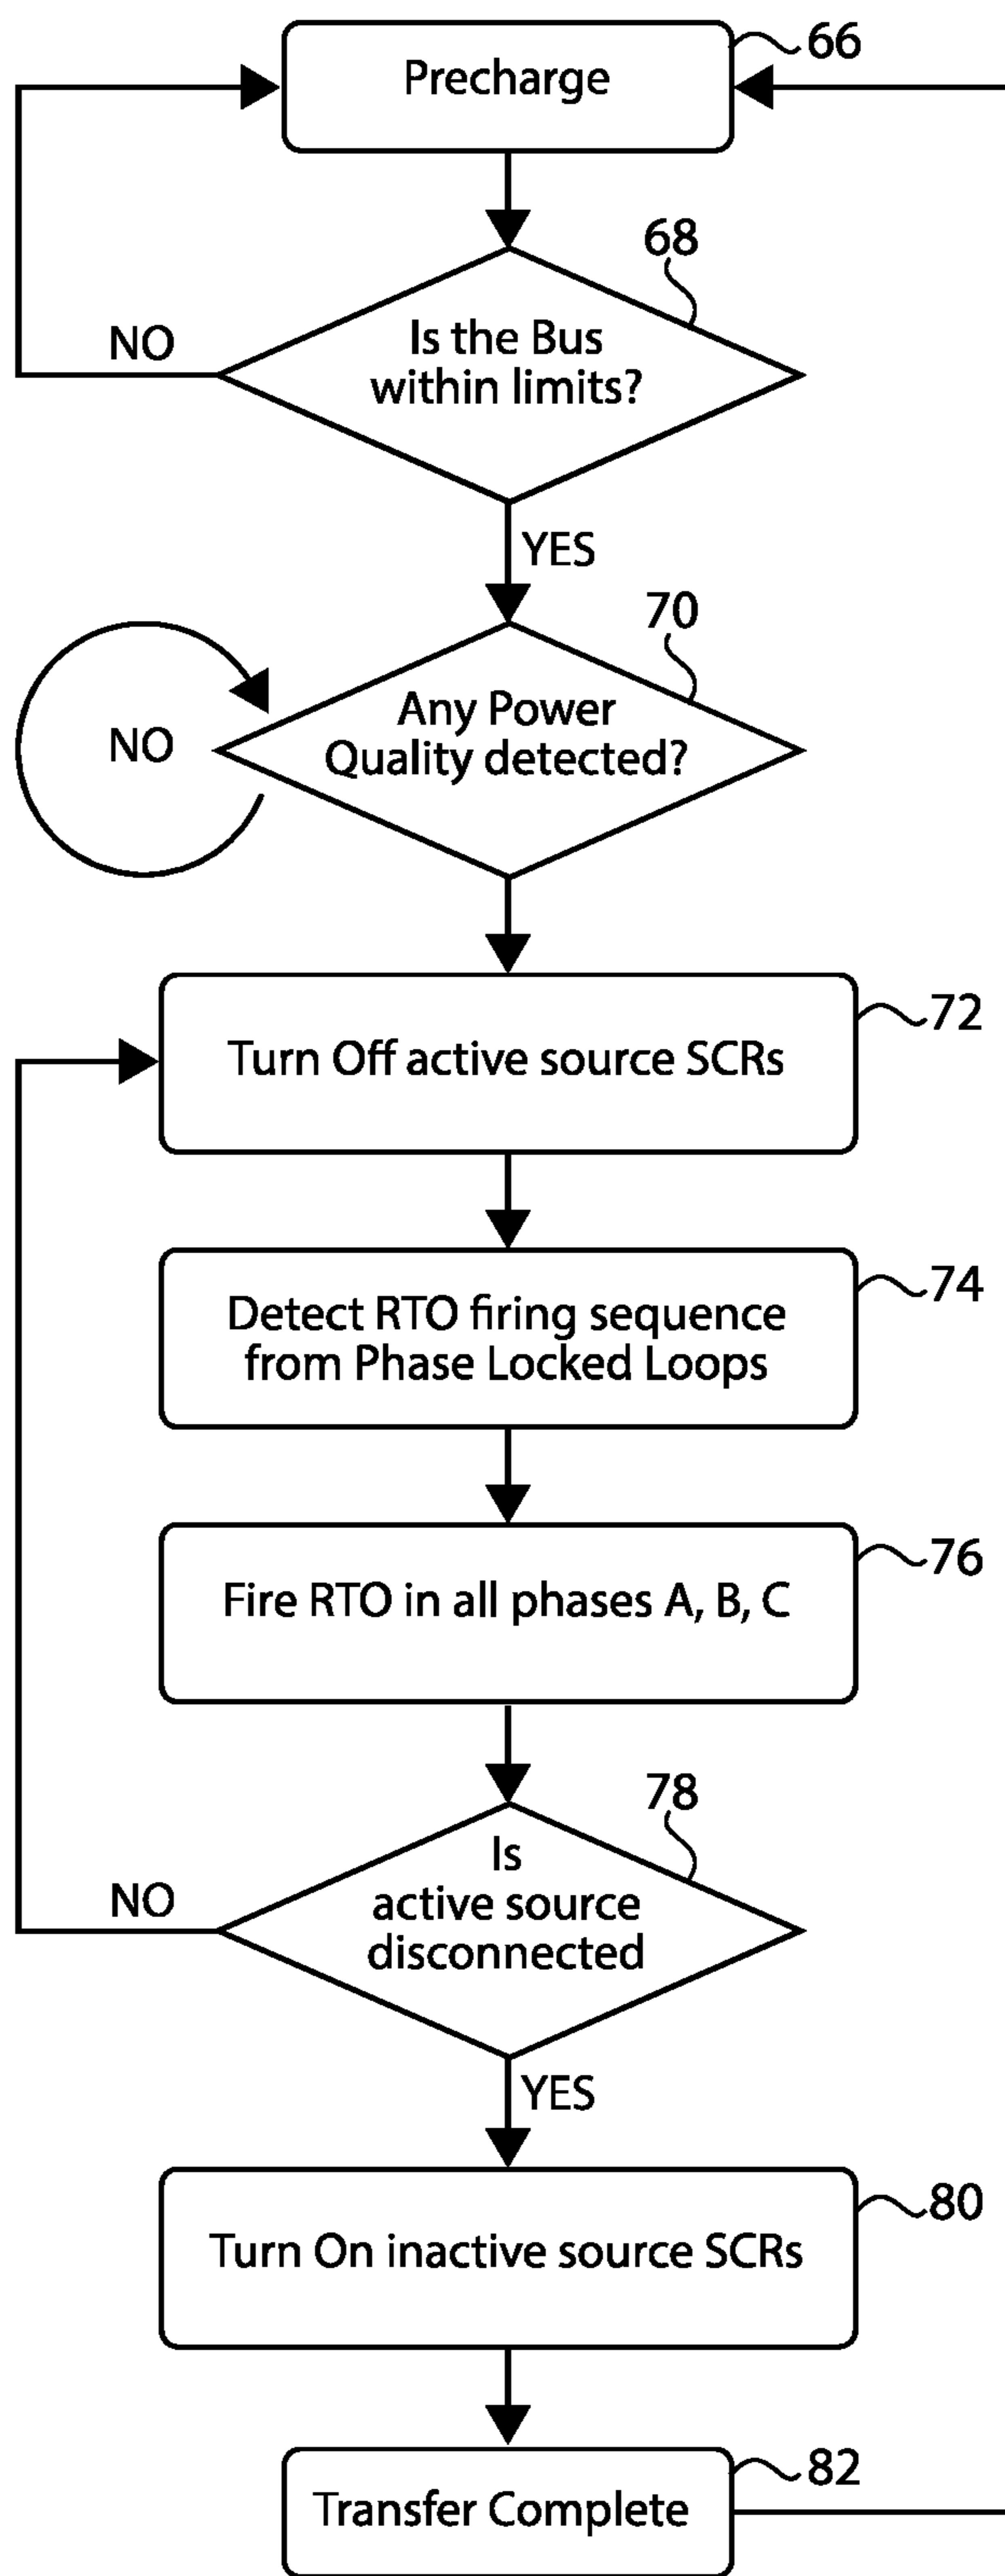 66
Precharge
68
Is the Bus
within limits?
NO
YES
70
Any Power
Quality detected?
NO
72
Turn Off active source SCRs
74
Detect RTO firing sequence
from Phase Locked Loops
76
Fire RTO in all phases A, B, C
78
Is
active source
disconnected
NO
YES
80
Turn On inactive source SCRs
82
Transfer Complete